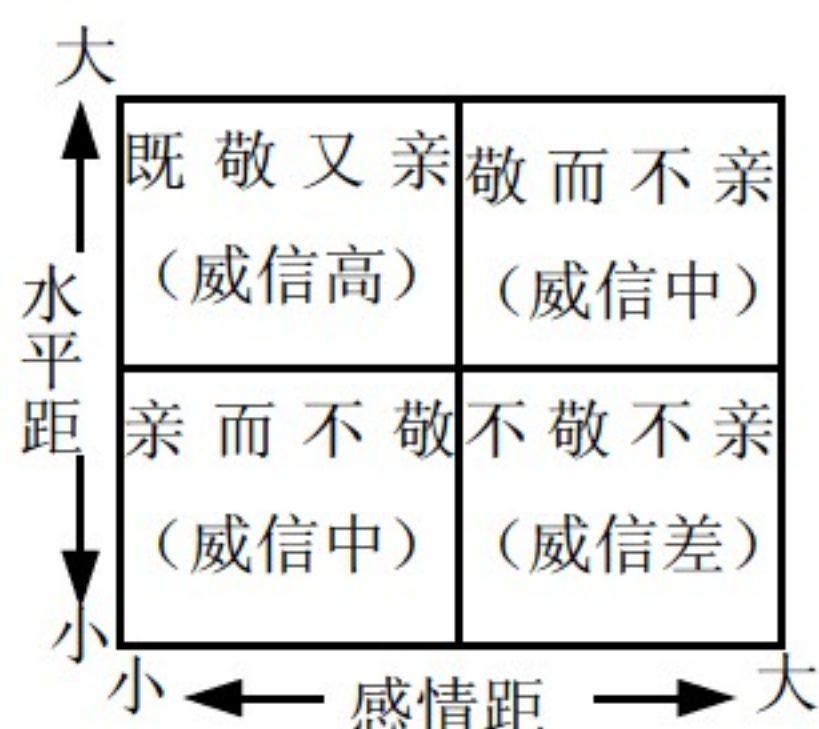 大
既敬又亲
敬而不亲
（威信高）
（威信中）
水平距
亲而不敬
不敬不亲
（威信中）
（威信差）
小
小
感情距
大